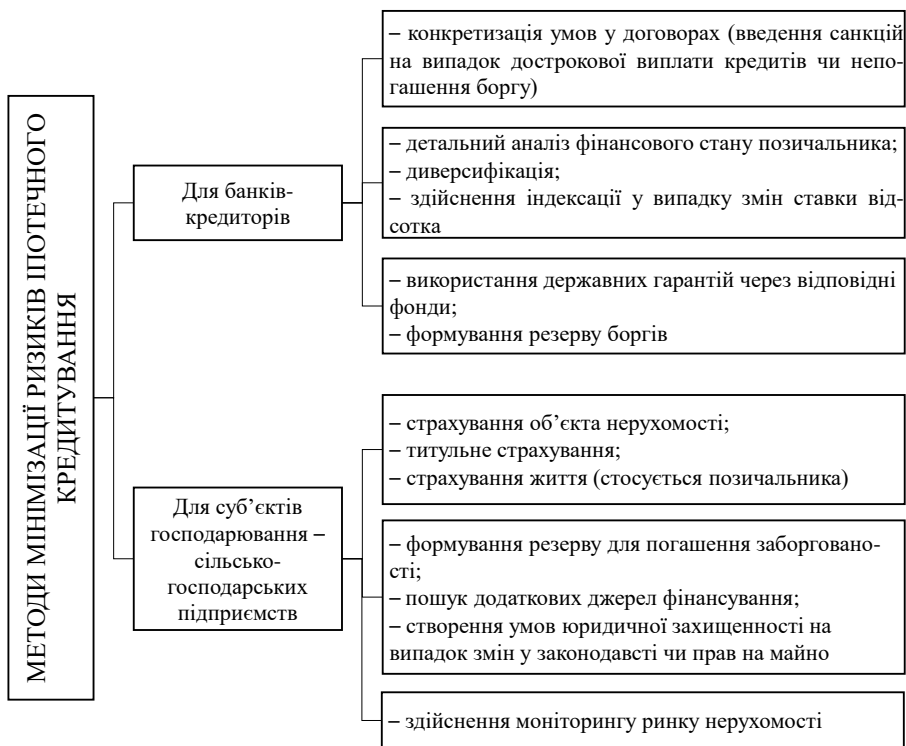 МЕТОДИ МІНІМІЗАЦІЇ РИЗИКІВ ІПОТЕЧНОГО
КРЕДИТУВАННЯ
Для банків-
кредиторів
– конкретизація умов у договорах (введення санкцій
на випадок дострокової виплати кредитів чи непо-
гашення боргу)
– детальний аналіз фінансового стану позичальника;
– диверсифікація;
– здійснення індексації у випадку змін ставки від-
сотка
– використання державних гарантій через відповідні
фонди;
– формування резерву боргів
Для суб’єктів
господарювання –
сільсько-
господарських
підприємств
– страхування об’єкта нерухомості;
– титульне страхування;
– страхування життя (стосується позичальника)
– формування резерву для погашення заборговано-
сті;
– пошук додаткових джерел фінансування;
– створення умов юридичної захищенності на
випадок змін у законодавсті чи прав на майно
– здійснення моніторингу ринку нерухомості